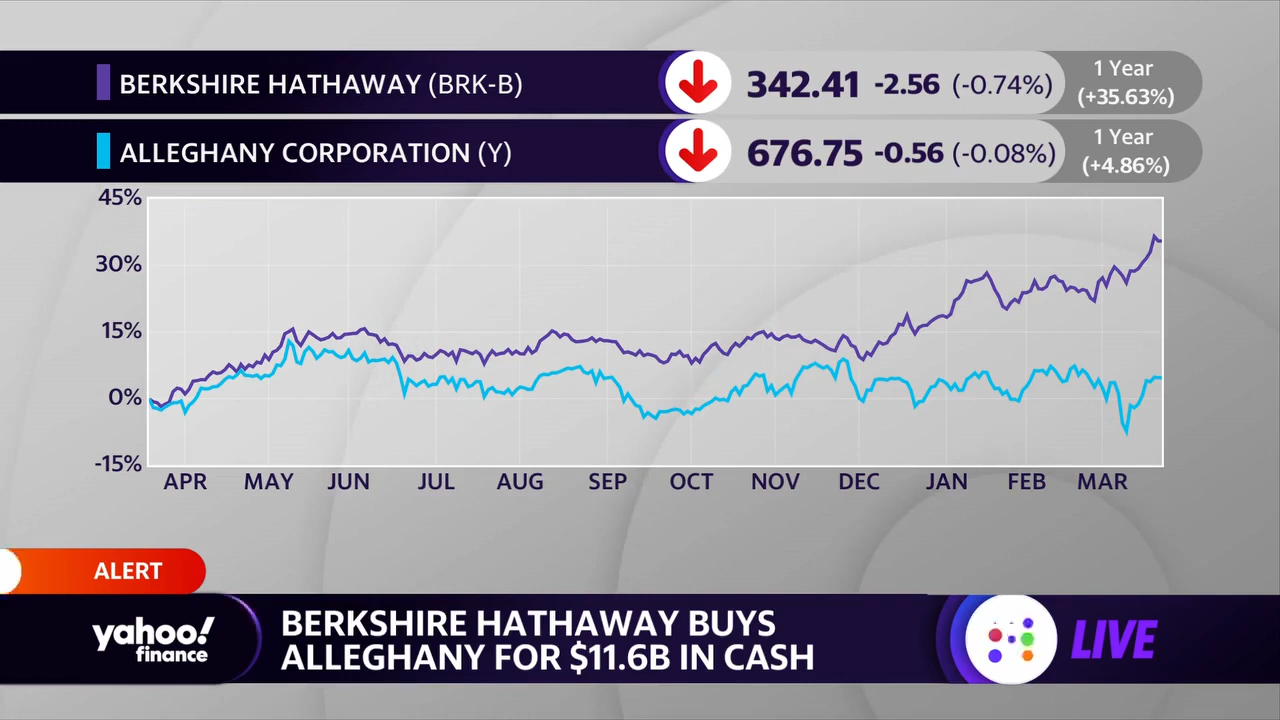 BERKSHIRE HATHAWAY (BRK-B) 342.41 -2.56 (-0.74%) 1 Year (+35.63%)
ALLEGHANY CORPORATION (Y) 676.75 -0.56 (-0.08%) 1 Year (+4.86%)
45%
30%
15%
0%
-15%
APR MAY JUN JUL AUG SEP OCT NOV DEC JAN FEB MAR
ALERT
yahoo! finance
BERKSHIRE HATHAWAY BUYS
ALLEGHANY FOR $11.6B IN CASH
LIVE